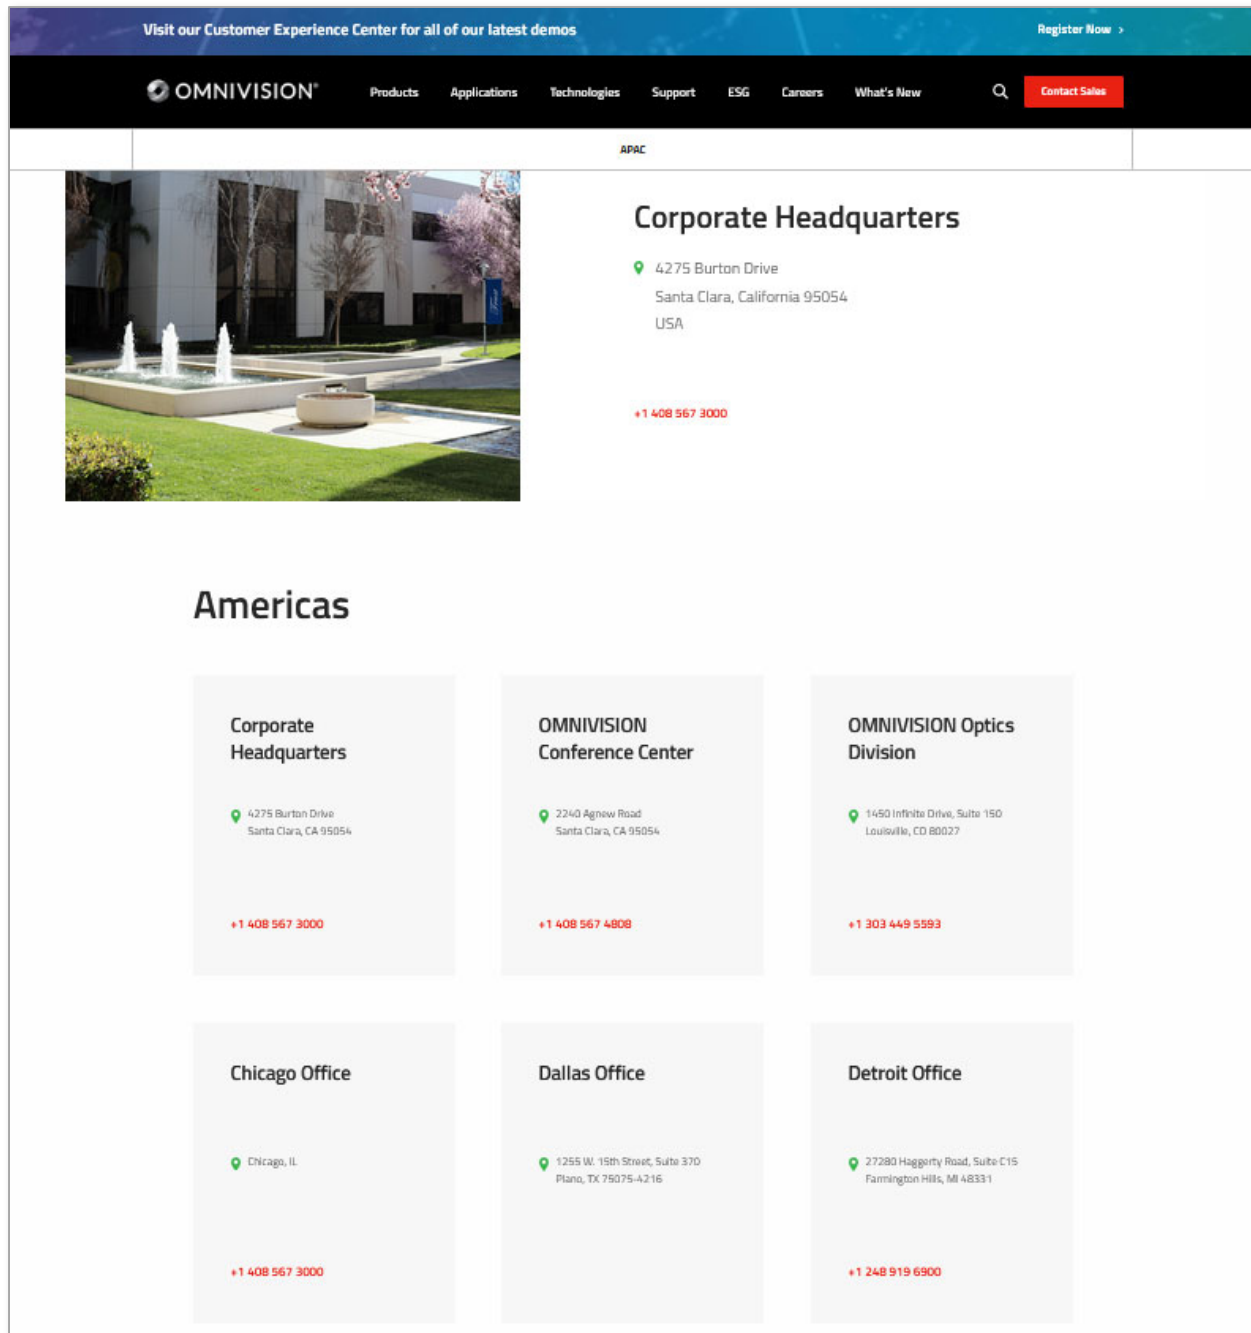 Visit our Customer Experience Center for all of our latest demos
Register Now >
OMNIVISION®
Products Applications Technologies Support ESG Careers What's New
Contact Sales
APAC
Corporate Headquarters
4275 Burton Drive
Santa Clara, California 95054
USA
+1 408 567 3000
Americas
Corporate
Headquarters
4275 Burton Drive
Santa Clara, CA 95054
+1 408 567 3000
OMNIVISION
Conference Center
2240 Agnew Road
Santa Clara, CA 95054
+1 408 567 4808
OMNIVISION Optics
Division
1450 Infinite Drive, Suite 150
Louisville, CO 80027
+1 303 449 5593
Chicago Office
Chicago, IL
+1 408 567 3000
Dallas Office
1255 W. 15th Street, Suite 370
Plano, TX 75075-4216
Detroit Office
27280 Haggerty Road, Suite C15
Farmington Hills, MI 48331
+1 248 919 6900